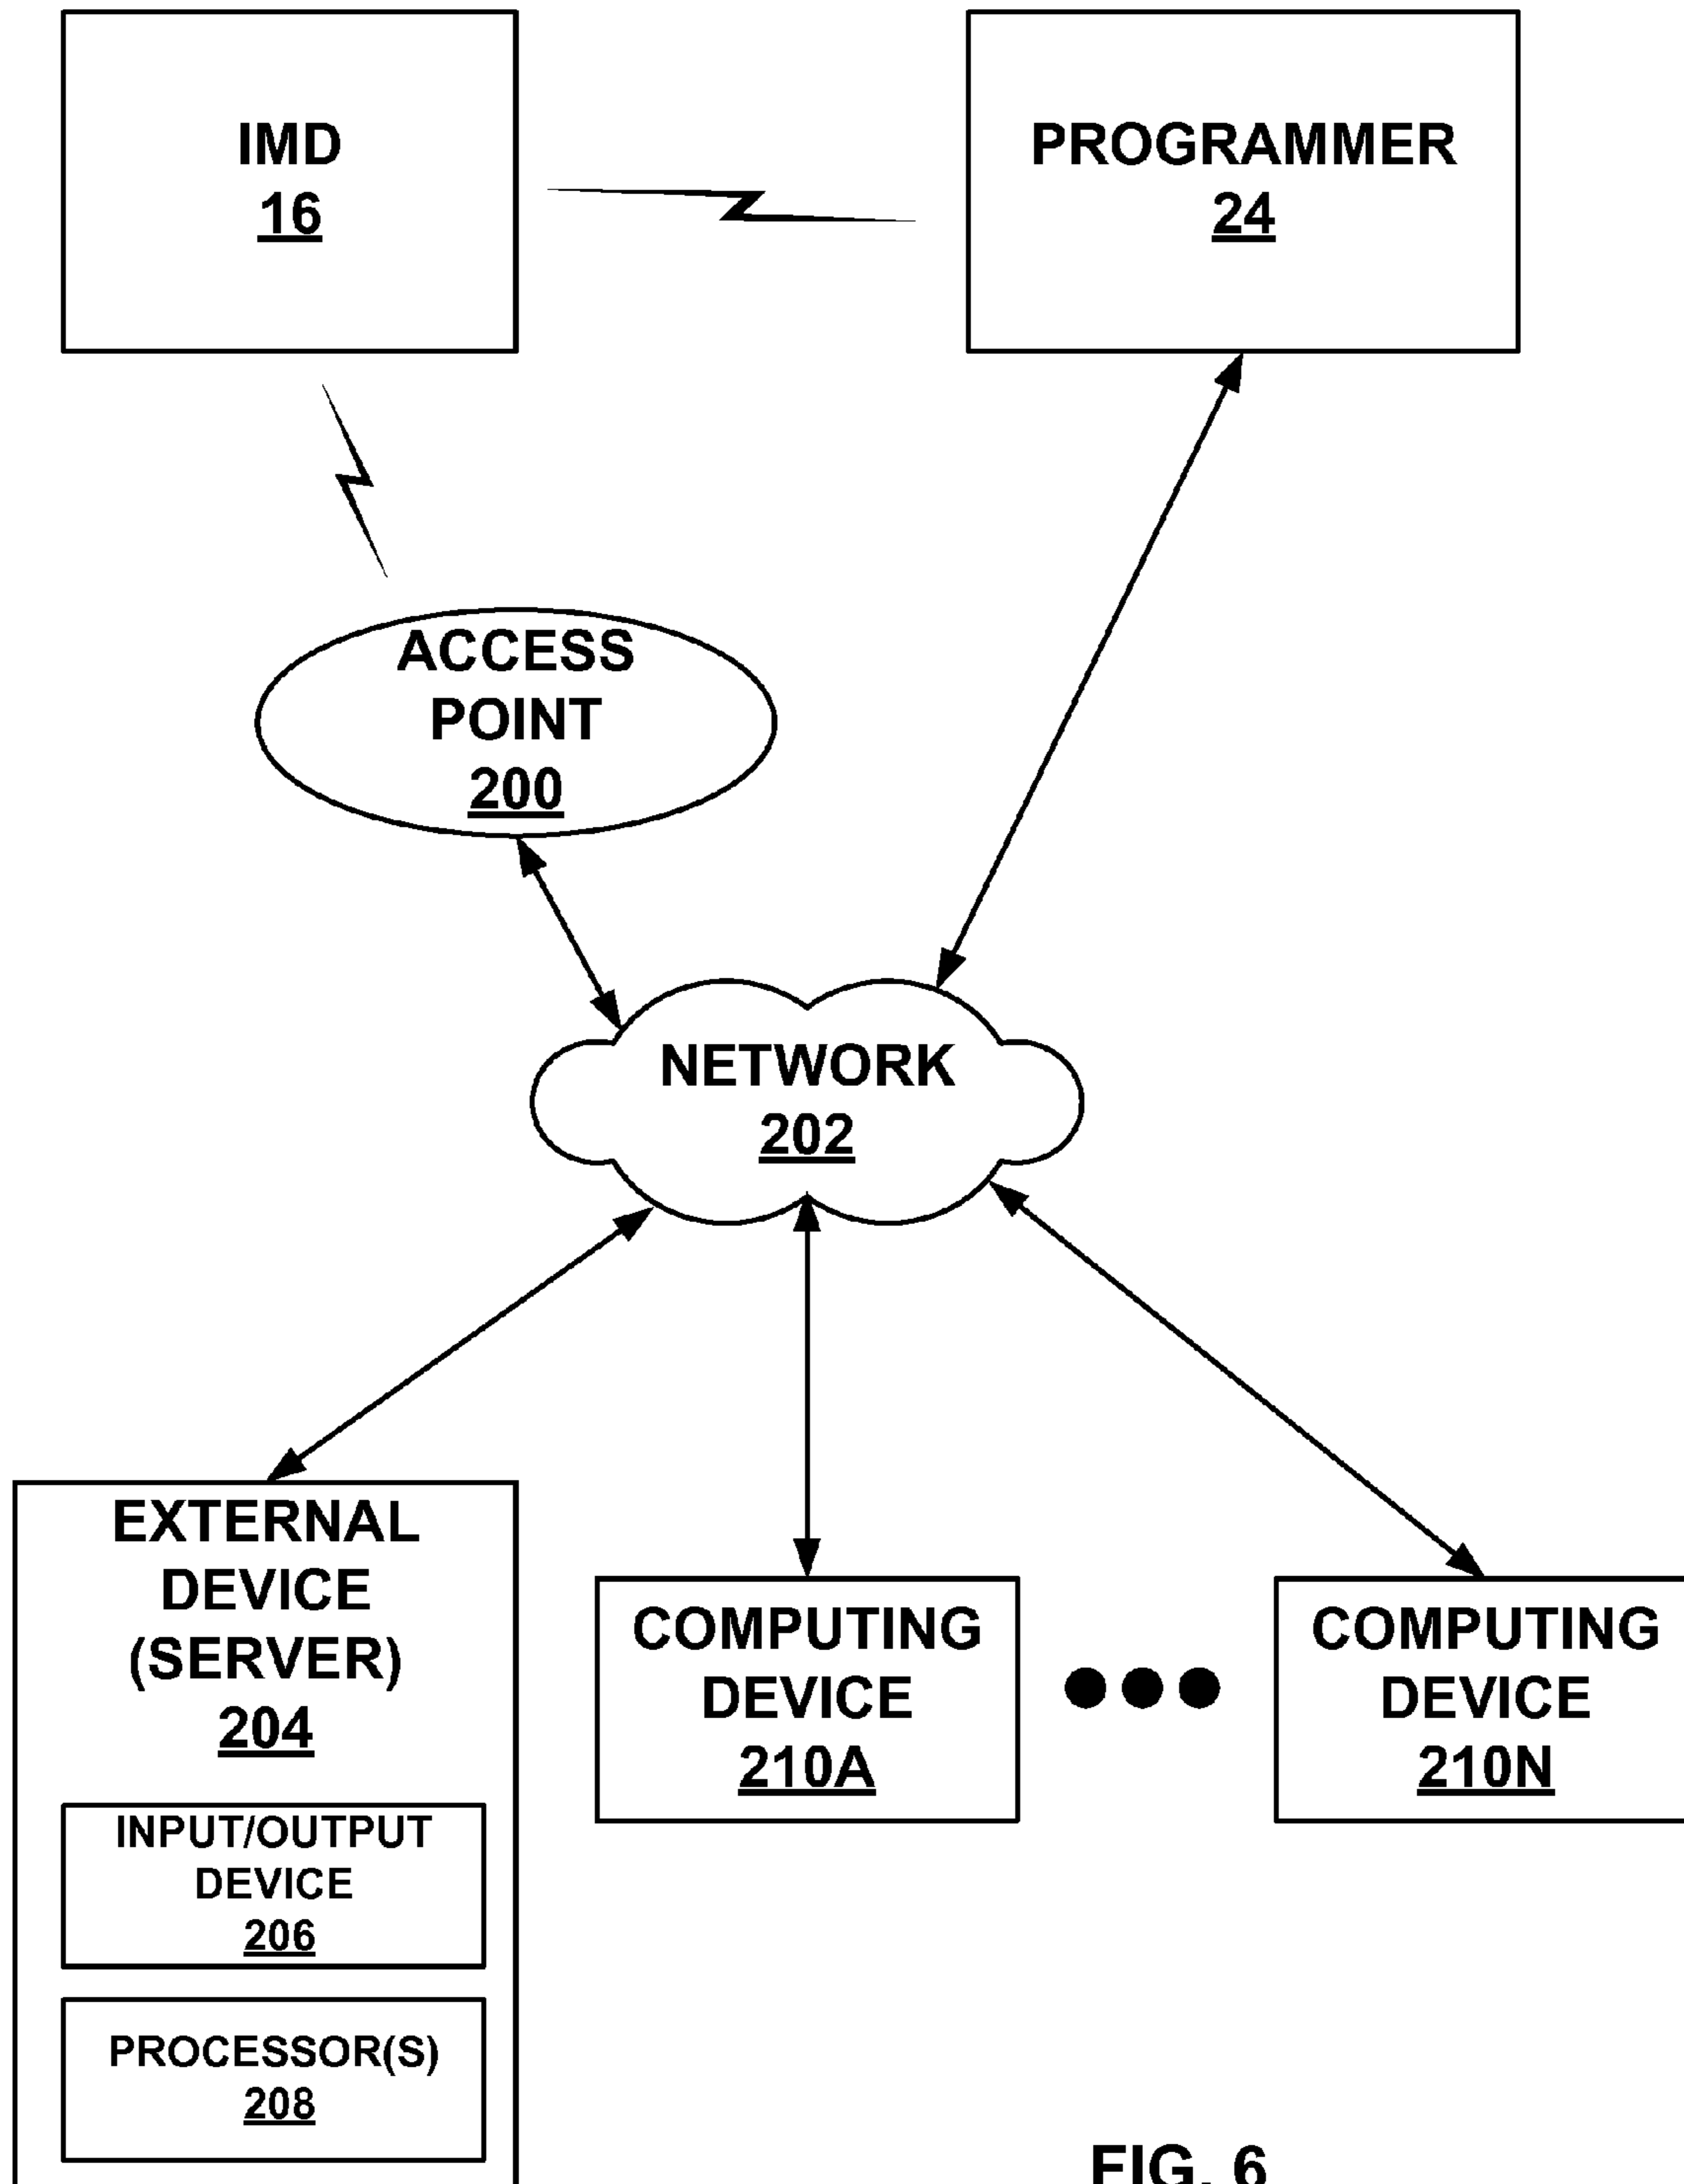 IMD
16
PROGRAMMER
24
ACCESS
POINT
200
NETWORK
202
EXTERNAL
DEVICE
(SERVER)
204
INPUT/OUTPUT
DEVICE
206
PROCESSOR(S)
208
COMPUTING
DEVICE
210A
COMPUTING
DEVICE
210N
FIG. 6